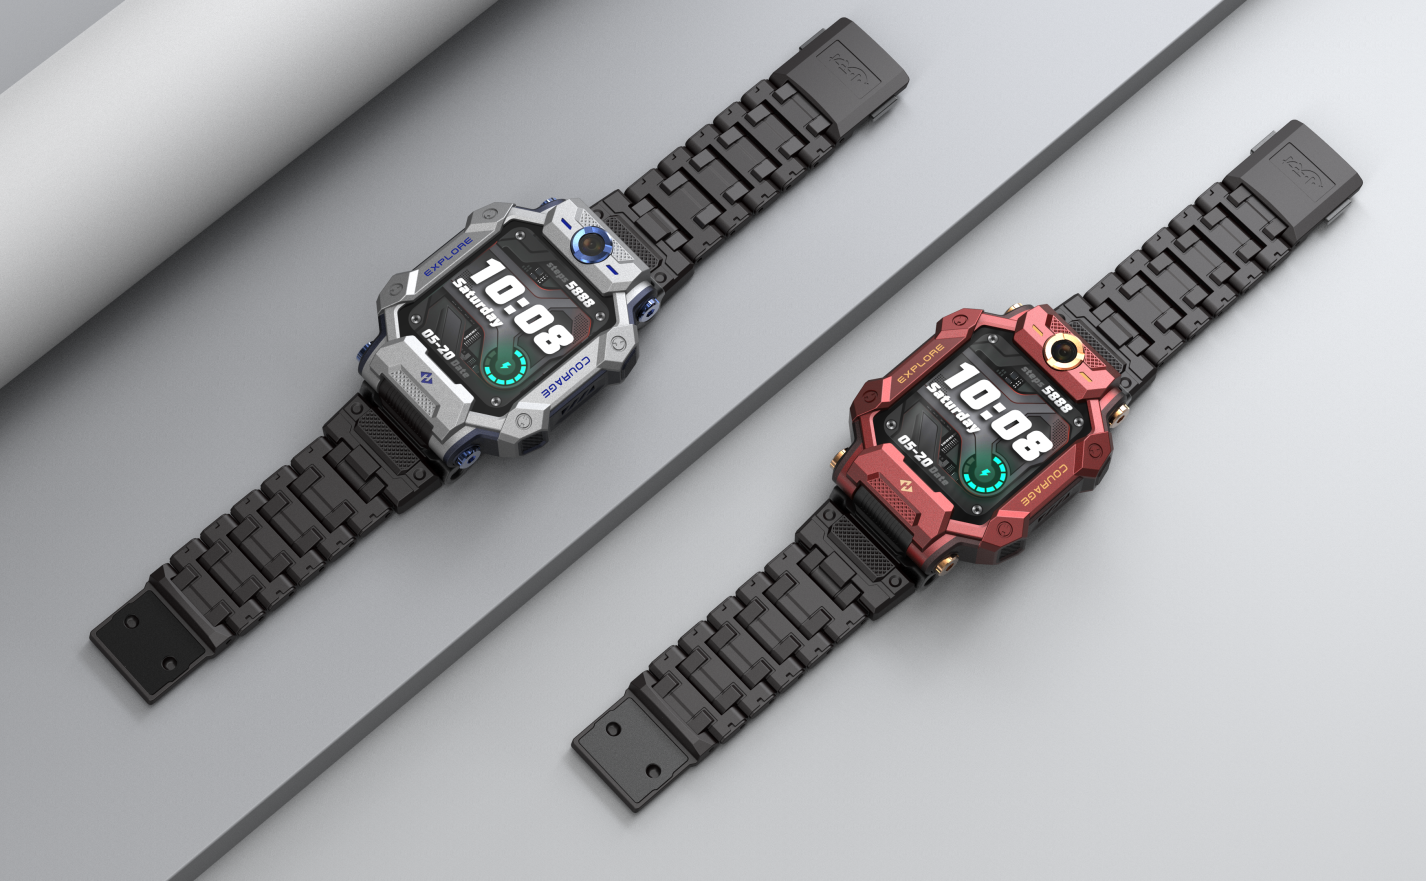 EXPLORE
steps 5888
10:08
Saturday
05-20 Date
COURAGE
EXPLORE
steps 5888
10:08
Saturday
05-20 Date
COURAGE